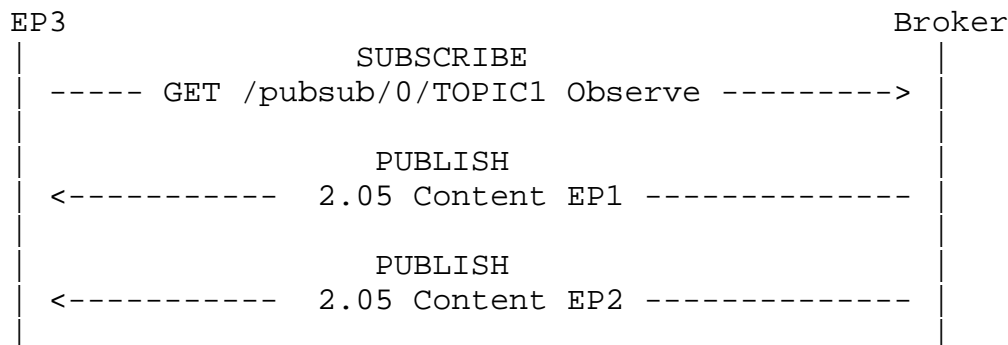 EP3 Broker
SUBSCRIBE
----- GET /pubsub/0/TOPIC1 Observe --------->
PUBLISH
<----------- 2.05 Content EP1 --------------
PUBLISH
<----------- 2.05 Content EP2 --------------